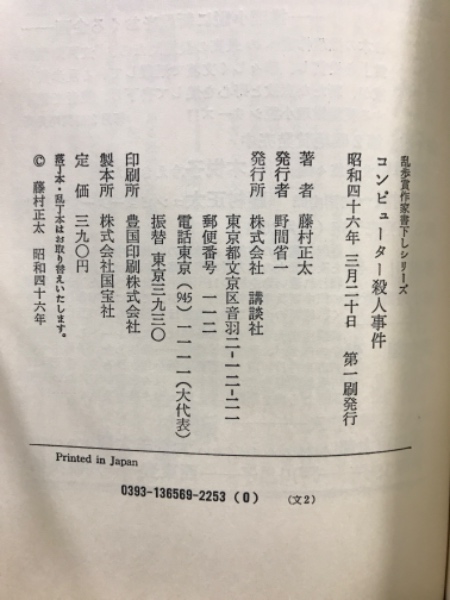 乱歩賞作家書下しシリーズ
コンピューター殺人事件
昭和四十六年 三月二十日 第一刷発行
著者 藤村正太
発行者 野間省一
発行所 株式会社 講談社
東京都文京区音羽二-一二-二一
郵便番号 一一二
電話東京(945)一一一一(大代表)
振替 東京三九三〇
印刷所 豊国印刷株式会社
製本所 株式会社国宝社
定価 三九〇円
落丁本・乱丁本はお取り替えいたします。
© 藤村正太 昭和四十六年
Printed in Japan
0393-136569-2253 (0) (文2)